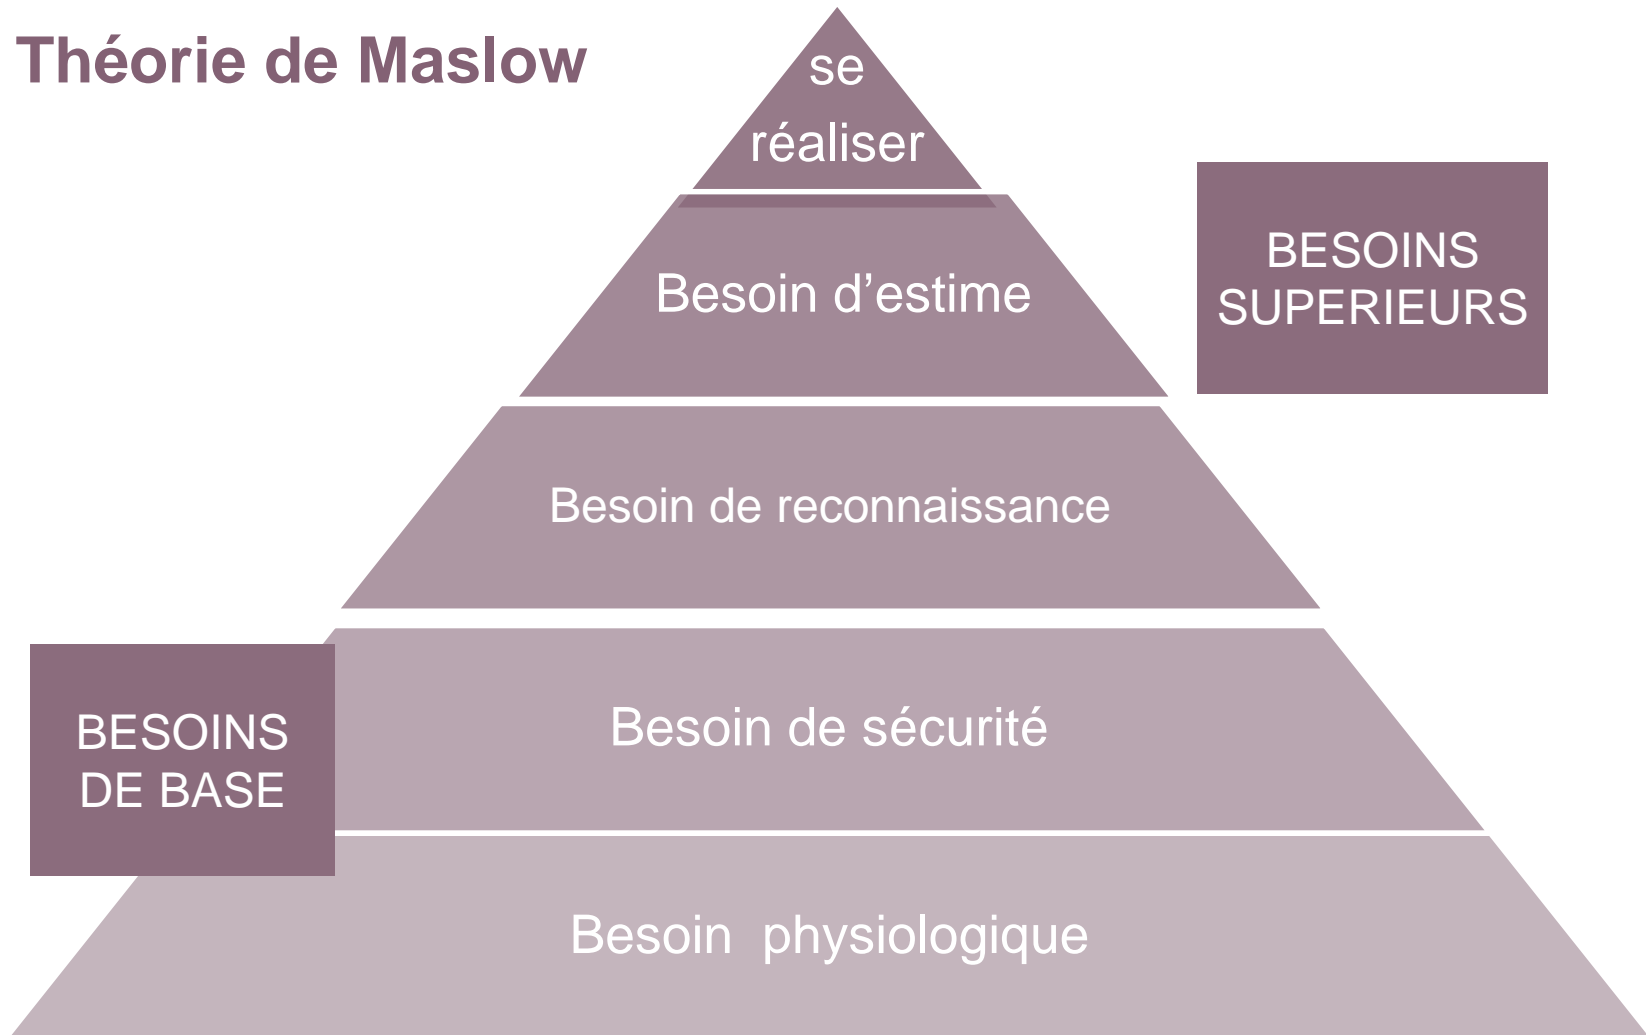 Théorie de Maslow
se
réaliser
BESOINS
SUPERIEURS
Besoin d’estime
Besoin de reconnaissance
BESOINS
DE BASE
Besoin de sécurité
Besoin  physiologique